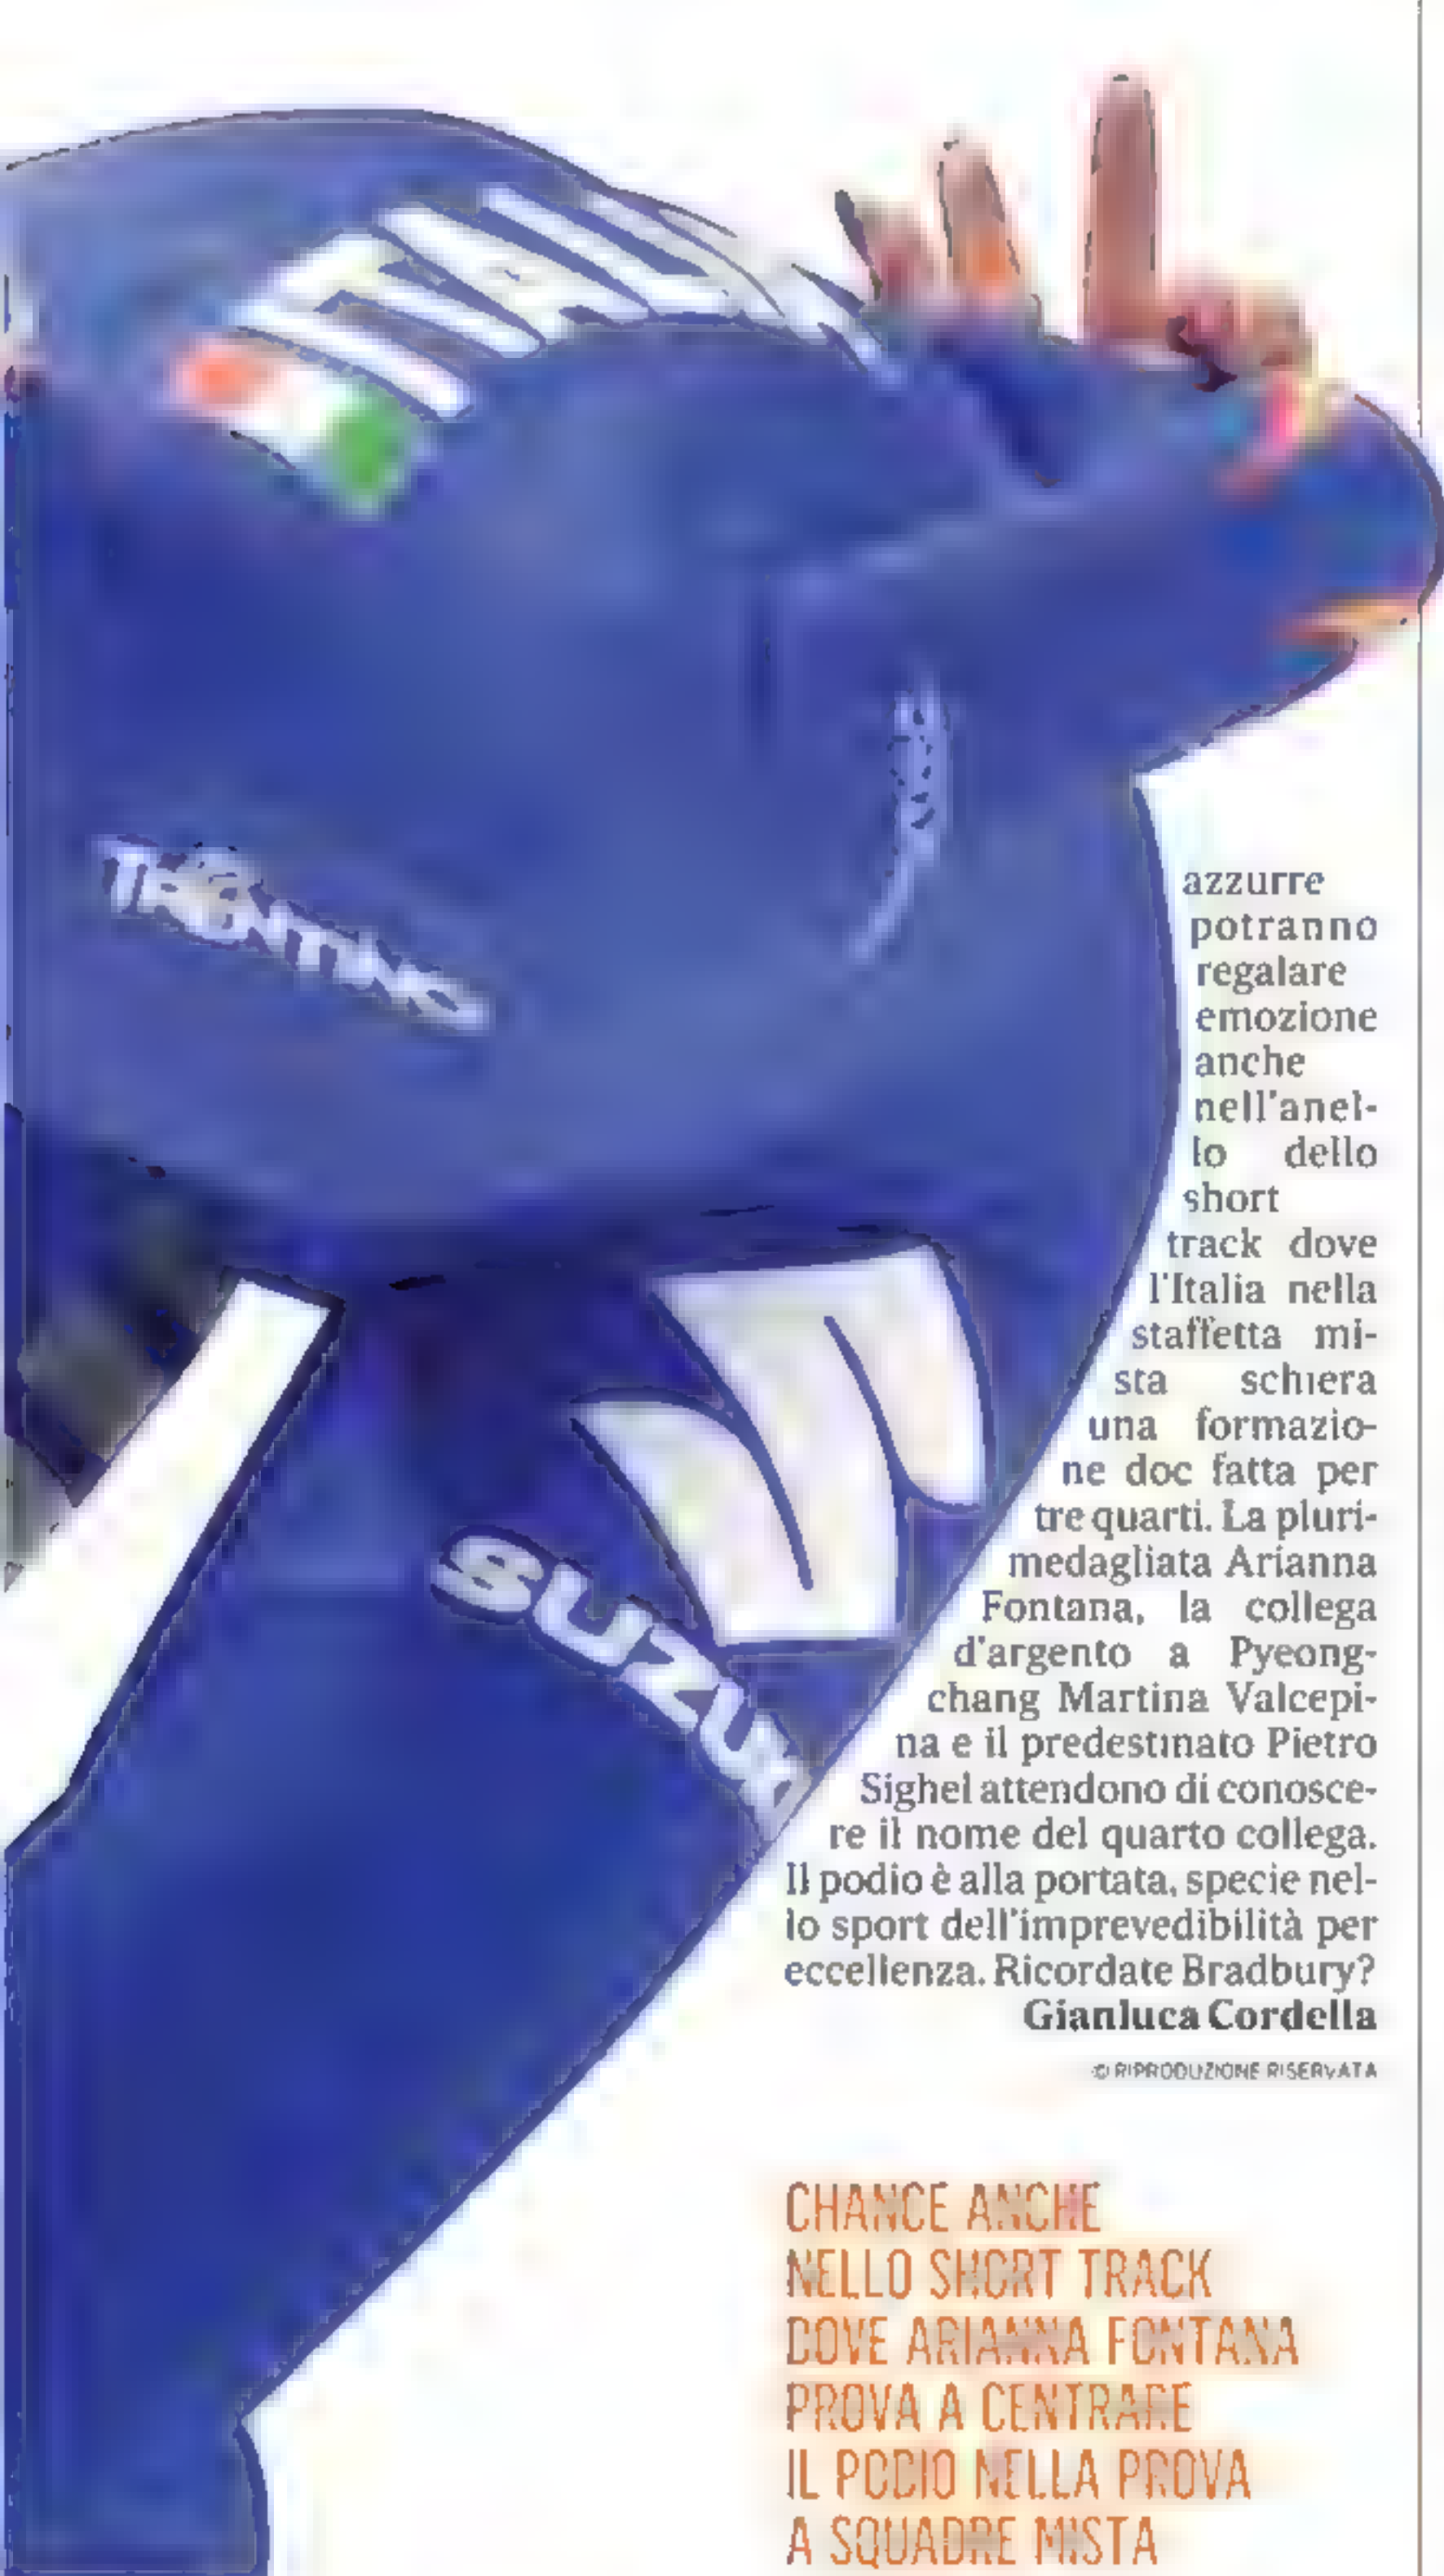 azzurre
potranno
regalare
emozione
anche
nell'anel-
lo dello
short
track dove
l'Italia nella
staffetta mi-
sta schiera
una formazio-
ne doc fatta per
tre quarti. La pluri-
medagliata Arianna
Fontana, la collega
d'argento a Pyeong-
chang Martina Valcepi-
na e il predestinato Pietro
Sighel attendono di conosce-
re il nome del quarto collega.
Il podio è alla portata, specie nel-
lo sport dell'imprevedibilità per
eccellenza. Ricordate Bradbury?
Gianluca Cordella
© RIPRODUZIONE RISERVATA
SUZU
CHANCE ANCHE
NELLO SHORT TRACK
DOVE ARIANNA FONTANA
PROVA A CENTRARE
IL PODIO NELLA PROVA
A SQUADRE MISTA